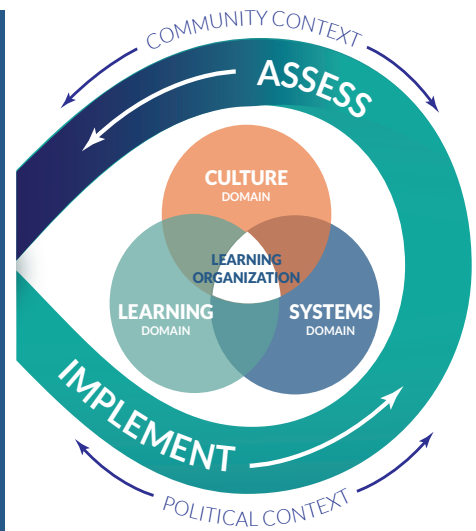 COMMUNITY CONTEXT
ASSESS
CULTURE
DOMAIN
LEARNING
ORGANIZATION
LEARNING
DOMAIN
SYSTEMS
DOMAIN
IMPLEMENT
POLITICAL CONTEXT